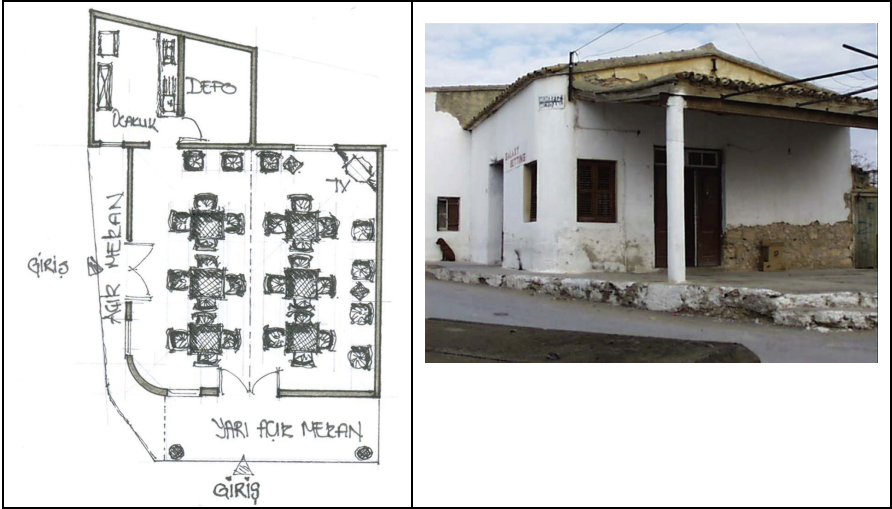 DEPO
OCAKLIK
TV
AÇIK MEKAN
GİRİŞ
YARI AÇIK MEKAN
GİRİŞ